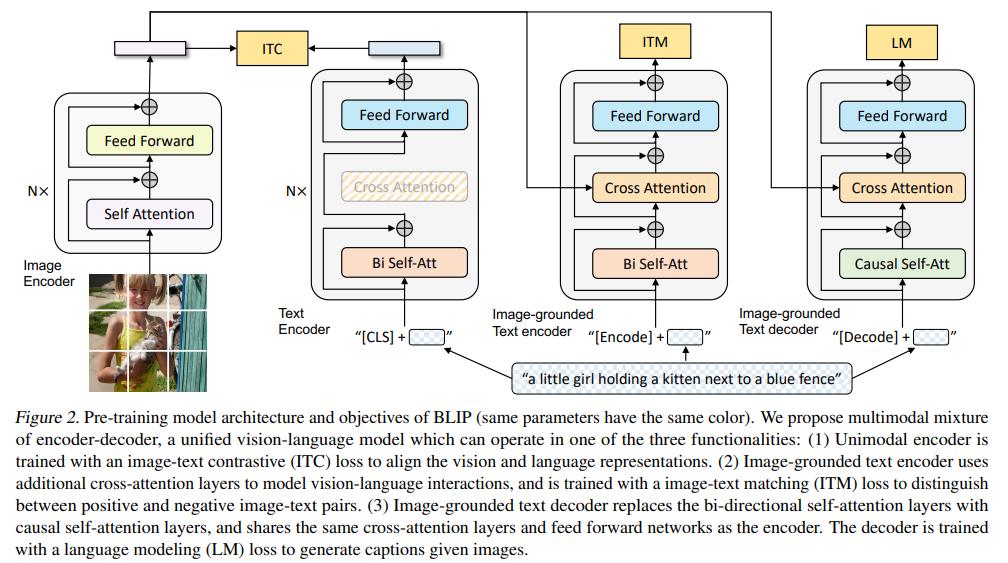 ITC
ITM
LM
Feed Forward
Self Attention
N×
Image
Encoder
Feed Forward
Cross Attention
Bi Self-Att
N×
Text
Encoder
"[CLS] + "
Feed Forward
Cross Attention
Bi Self-Att
Image-grounded
Text encoder
"[Encode] + "
Feed Forward
Cross Attention
Causal Self-Att
Image-grounded
Text decoder
"[Decode] + "
"a little girl holding a kitten next to a blue fence"
Figure 2. Pre-training model architecture and objectives of BLIP (same parameters have the same color). We propose multimodal mixture
of encoder-decoder, a unified vision-language model which can operate in one of the three functionalities: (1) Unimodal encoder is
trained with an image-text contrastive (ITC) loss to align the vision and language representations. (2) Image-grounded text encoder uses
additional cross-attention layers to model vision-language interactions, and is trained with a image-text matching (ITM) loss to distinguish
between positive and negative image-text pairs. (3) Image-grounded text decoder replaces the bi-directional self-attention layers with
causal self-attention layers, and shares the same cross-attention layers and feed forward networks as the encoder. The decoder is trained
with a language modeling (LM) loss to generate captions given images.